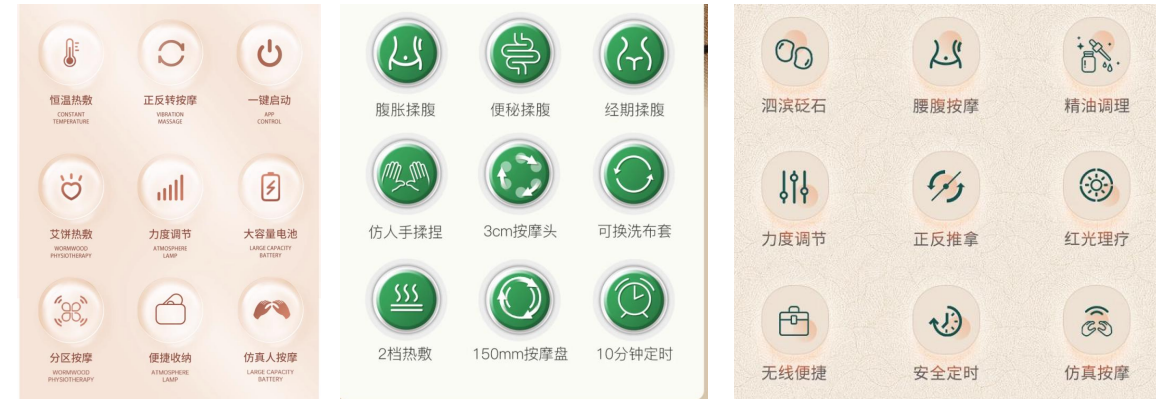 恒温热敷
CONSTANT
TEMPERATURE
正反转按摩
VIBRATION
MASSAGE
一键启动
APP
CONTROL
艾饼热敷
WORMWOOD
PHYSIOTHERAPY
力度调节
ATMOSPHERE
LAMP
大容量电池
LARGE CAPACITY
BATTERY
分区按摩
WORMWOOD
PHYSIOTHERAPY
便捷收纳
ATMOSPHERE
LAMP
仿真人按摩
LARGE CAPACITY
BATTERY
腹胀揉腹
便秘揉腹
经期揉腹
仿人手揉捏
3cm按摩头
可换洗布套
2档热敷
150mm按摩盘
10分钟定时
泗滨砭石
腰腹按摩
精油调理
力度调节
正反推拿
红光理疗
无线便捷
安全定时
仿真按摩